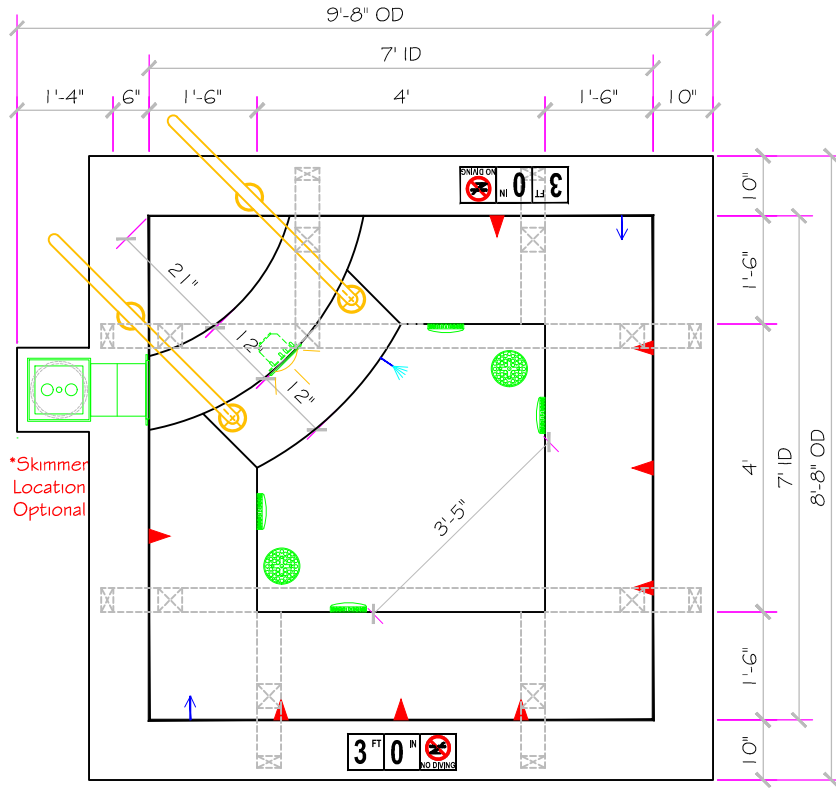 9'-8" OD
7' ID
1'-4" 6" 1'-6" 4' 1'-6" 10"
NO DIVING 0 IN 3 FT
10"
1'-6"
21"
12"
12"
*Skimmer
Location
Optional
3'-5"
4'
7' ID
8'-8" OD
1'-6"
3 FT 0 IN NO DIVING
10"